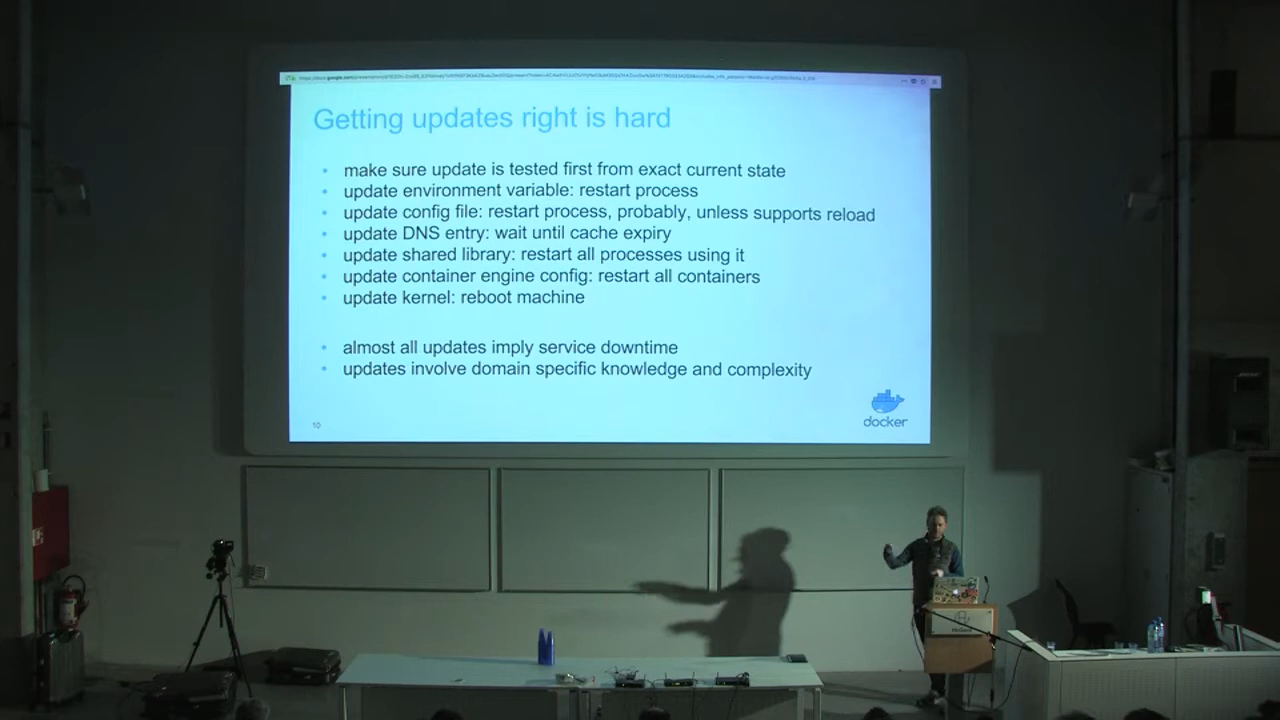 Getting updates right is hard
make sure update is tested first from exact current state
update environment variable: restart process
update config file: restart process, probably, unless supports reload
update DNS entry: wait until cache expiry
update shared library: restart all processes using it
update container engine config: restart all containers
update kernel: reboot machine
almost all updates imply service downtime
updates involve domain specific knowledge and complexity
10
docker